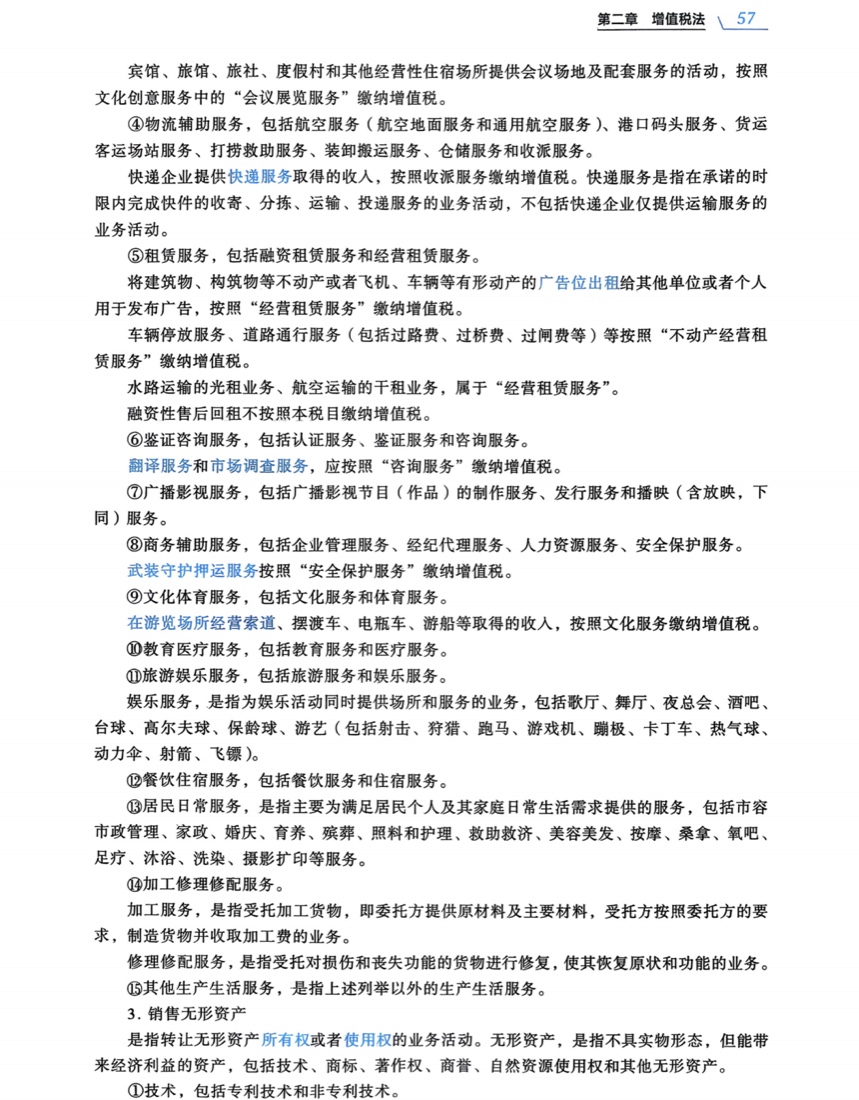 第二章 增值税法 57
宾馆、旅馆、旅社、度假村和其他经营性住宿场所提供会议场地及配套服务的活动，按照
文化创意服务中的“会议展览服务”缴纳增值税。
④物流辅助服务，包括航空服务（航空地面服务和通用航空服务）、港口码头服务、货运
客运场站服务、打捞救助服务、装卸搬运服务、仓储服务和收派服务。
快递企业提供快递服务取得的收入，按照收派服务缴纳增值税。快递服务是指在承诺的时
限内完成快件的收寄、分拣、运输、投递服务的业务活动，不包括快递企业仅提供运输服务的
业务活动。
⑤租赁服务，包括融资租赁服务和经营租赁服务。
将建筑物、构筑物等不动产或者飞机、车辆等有形动产的广告位出租给其他单位或者个人
用于发布广告，按照“经营租赁服务”缴纳增值税。
车辆停放服务、道路通行服务（包括过路费、过桥费、过闸费等）等按照“不动产经营租
赁服务”缴纳增值税。
水路运输的光租业务、航空运输的干租业务，属于“经营租赁服务”。
融资性售后回租不按照本税目缴纳增值税。
⑥鉴证咨询服务，包括认证服务、鉴证服务和咨询服务。
翻译服务和市场调查服务，应按照“咨询服务”缴纳增值税。
⑦广播影视服务，包括广播影视节目（作品）的制作服务、发行服务和播映（含放映，下
同）服务。
⑧商务辅助服务，包括企业管理服务、经纪代理服务、人力资源服务、安全保护服务。
武装守护押运服务按照“安全保护服务”缴纳增值税。
⑨文化体育服务，包括文化服务和体育服务。
在游览场所经营索道、摆渡车、电瓶车、游船等取得的收入，按照文化服务缴纳增值税。
⑩教育医疗服务，包括教育服务和医疗服务。
⑪旅游娱乐服务，包括旅游服务和娱乐服务。
娱乐服务，是指为娱乐活动同时提供场所和服务的业务，包括歌厅、舞厅、夜总会、酒吧、
台球、高尔夫球、保龄球、游艺（包括射击、狩猎、跑马、游戏机、蹦极、卡丁车、热气球、
动力伞、射箭、飞镖）。
⑫餐饮住宿服务，包括餐饮服务和住宿服务。
⑬居民日常服务，是指主要为满足居民个人及其家庭日常生活需求提供的服务，包括市容
市政管理、家政、婚庆、育养、殡葬、照料和护理、救助救济、美容美发、按摩、桑拿、氧吧、
足疗、沐浴、洗染、摄影扩印等服务。
⑭加工修理修配服务。
加工服务，是指受托加工货物，即委托方提供原材料及主要材料，受托方按照委托方的要
求，制造货物并收取加工费的业务。
修理修配服务，是指受托对损伤和丧失功能的货物进行修复，使其恢复原状和功能的业务。
⑮其他生产生活服务，是指上述列举以外的生产生活服务。
3. 销售无形资产
是指转让无形资产所有权或者使用权的业务活动。无形资产，是指不具实物形态，但能带
来经济利益的资产，包括技术、商标、著作权、商誉、自然资源使用权和其他无形资产。
①技术，包括专利技术和非专利技术。